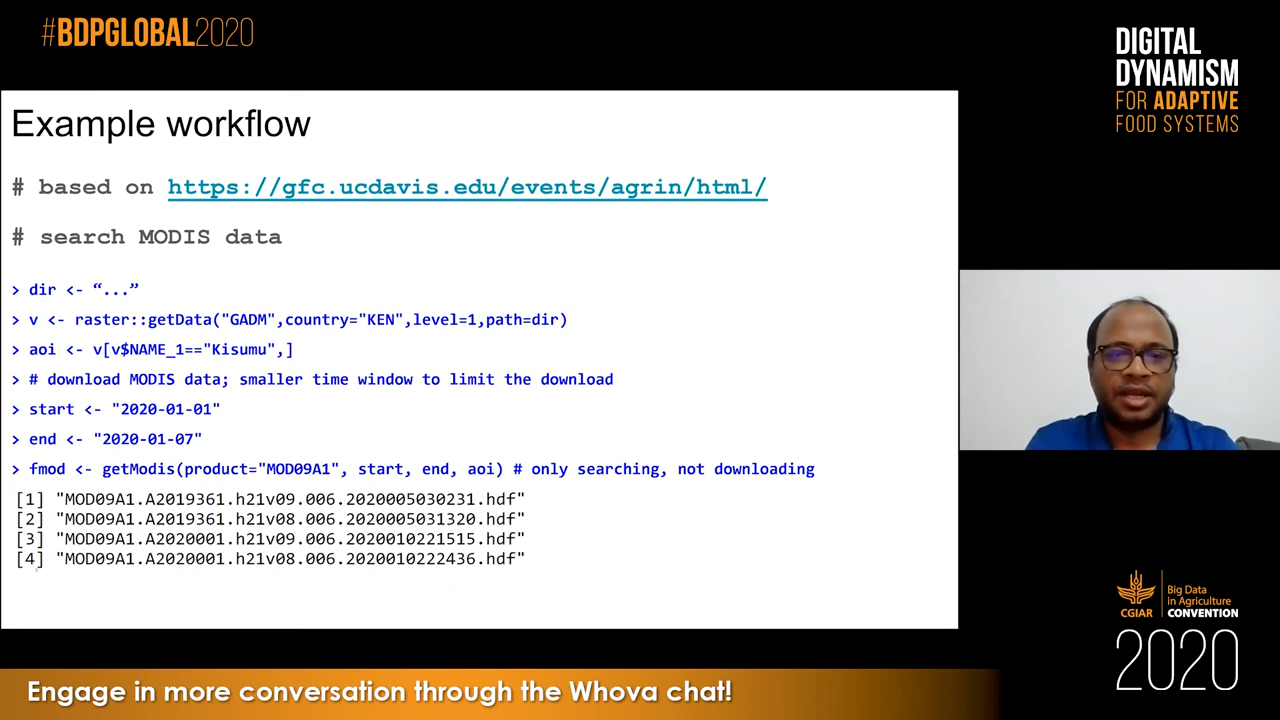 #BDPGLOBAL2020
DIGITAL
DYNAMISM
FOR ADAPTIVE
FOOD SYSTEMS
Example workflow
# based on https://gfc.ucdavis.edu/events/agrin/html/
# search MODIS data
> dir <- “...”
> v <- raster::getData("GADM",country="KEN",level=1,path=dir)
> aoi <- v[v$NAME_1=="Kisumu",]
> # download MODIS data; smaller time window to limit the download
> start <- "2020-01-01"
> end <- "2020-01-07"
> fmod <- getModis(product="MOD09A1", start, end, aoi) # only searching, not downloading
[1] "MOD09A1.A2019361.h21v09.006.2020005030231.hdf"
[2] "MOD09A1.A2019361.h21v08.006.2020005031320.hdf"
[3] "MOD09A1.A2020001.h21v09.006.2020010221515.hdf"
[4] "MOD09A1.A2020001.h21v08.006.2020010222436.hdf"
CGIAR
Big Data
in Agriculture
CONVENTION
2020
Engage in more conversation through the Whova chat!